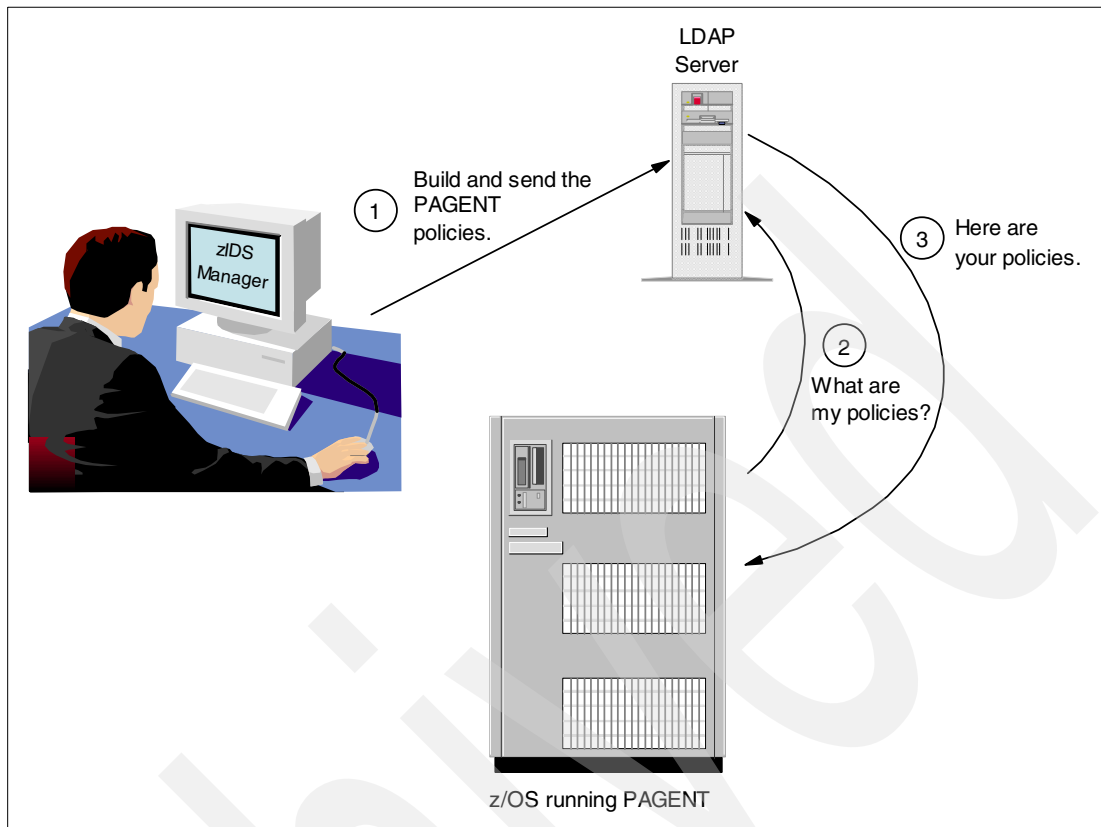 LDAP
Server
1
Build and send the
PAGENT
policies.
zIDS
Manager
3
Here are
your policies.
2
What are
my policies?
z/OS running PAGENT